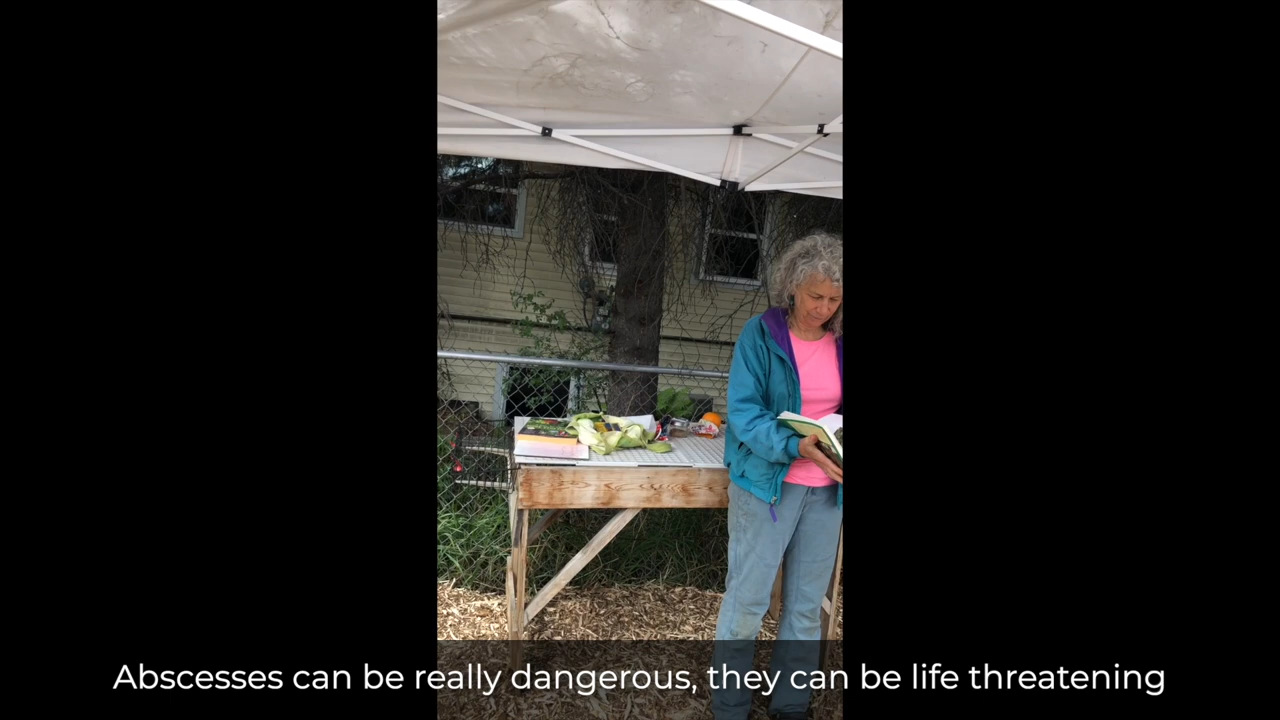 Abscesses can be really dangerous, they can be life threatening